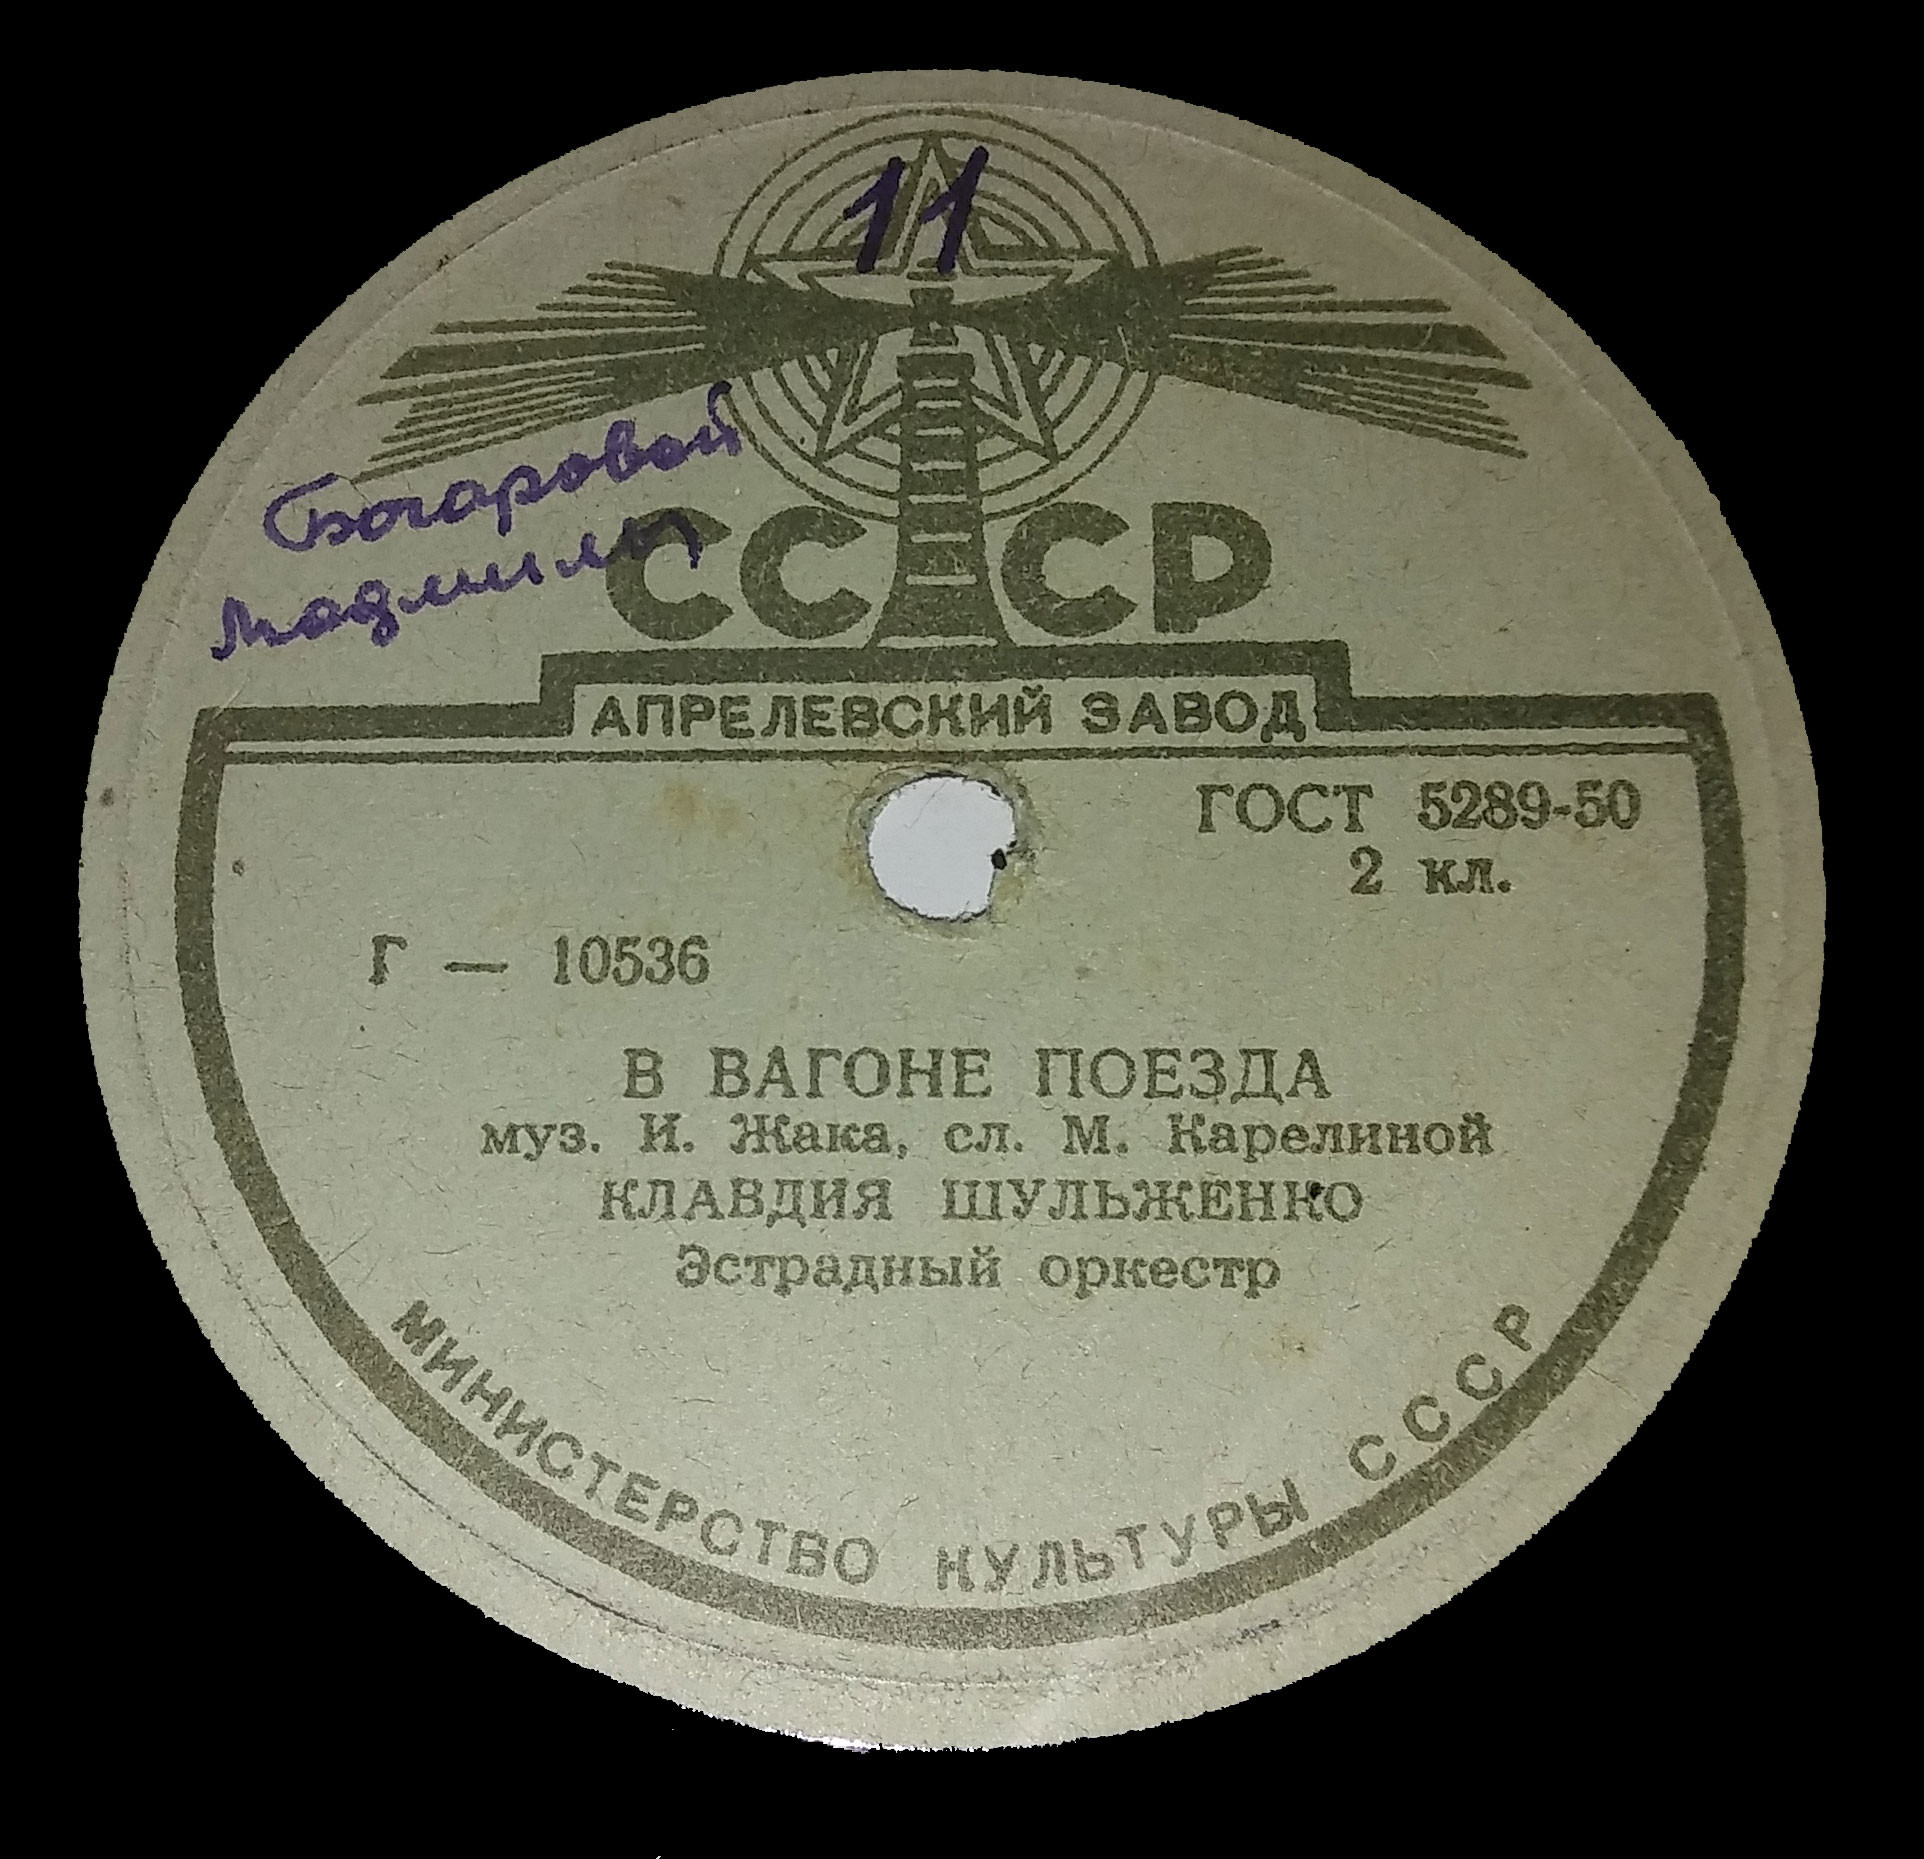 11
СССР
АПРЕЛЕВСКИЙ ЗАВОД
ГОСТ 5289-50
2 кл.
Г — 10536
В ВАГОНЕ ПОЕЗДА
муз. И. Жака, сл. М. Карелиной
КЛАВДИЯ ШУЛЬЖЕНКО
Эстрадный оркестр
МИНИСТЕРСТВО КУЛЬТУРЫ СССР